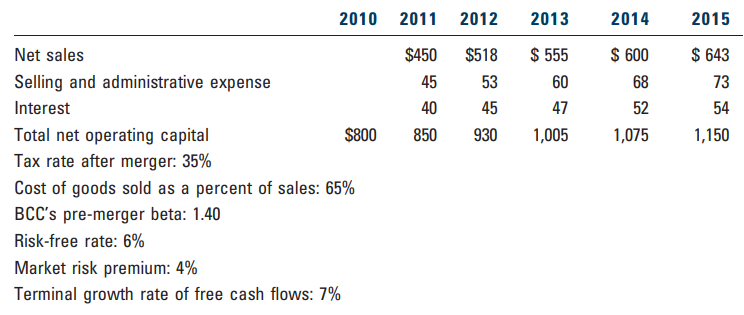 2010 2011 2012 2013 2014 2015
Net sales $450 $518 $ 555 $ 600 $ 643
Selling and administrative expense 45 53 60 68 73
Interest 40 45 47 52 54
Total net operating capital $800 850 930 1,005 1,075 1,150
Tax rate after merger: 35%
Cost of goods sold as a percent of sales: 65%
BCC's pre-merger beta: 1.40
Risk-free rate: 6%
Market risk premium: 4%
Terminal growth rate of free cash flows: 7%